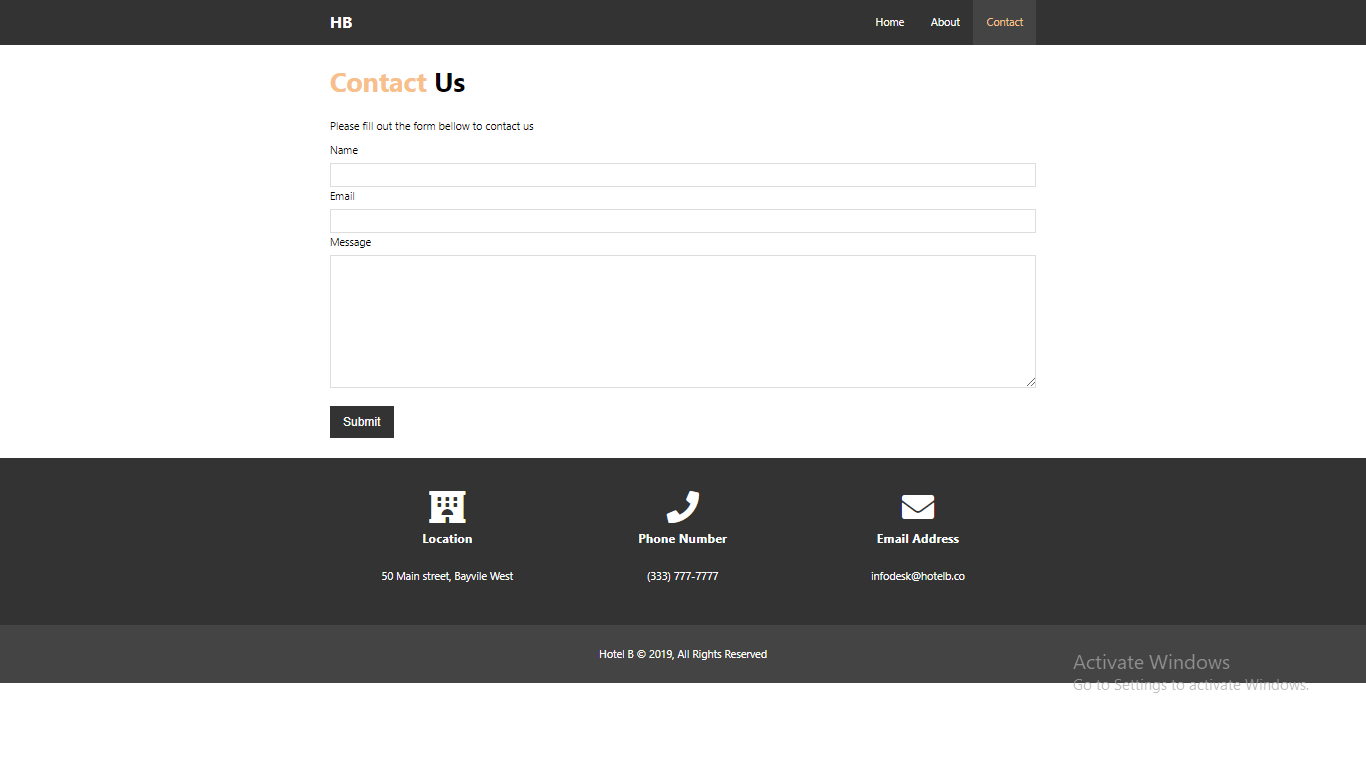 HB
Home About Contact
Contact Us
Please fill out the form bellow to contact us
Name
Email
Message
Submit
Location Phone Number Email Address
50 Main street, Bayvile West (333) 777-7777 infodesk@hotelb.co
Hotel B © 2019, All Rights Reserved
Activate Windows
Go to Settings to activate Windows.